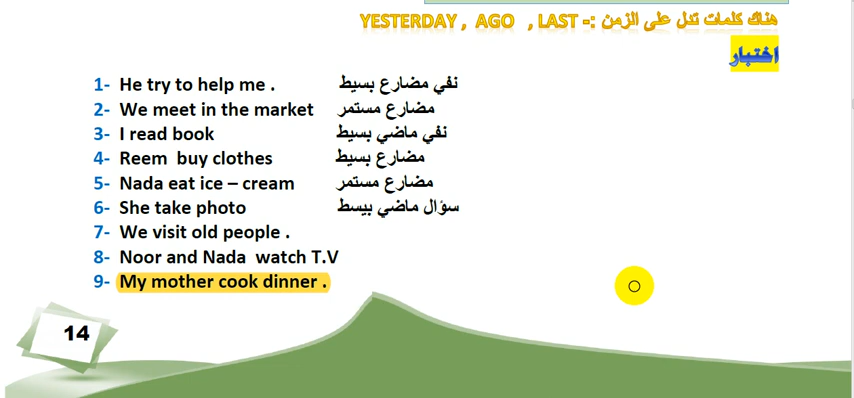 هناك كلمات تدل على الزمن :- YESTERDAY , AGO , LAST
اختبار
1- He try to help me . نفي مضارع بسيط
2- We meet in the market مضارع مستمر
3- I read book نفي ماضي بسيط
4- Reem buy clothes مضارع بسيط
5- Nada eat ice – cream مضارع مستمر
6- She take photo سؤال ماضي بيسط
7- We visit old people .
8- Noor and Nada watch T.V
9- My mother cook dinner .
14